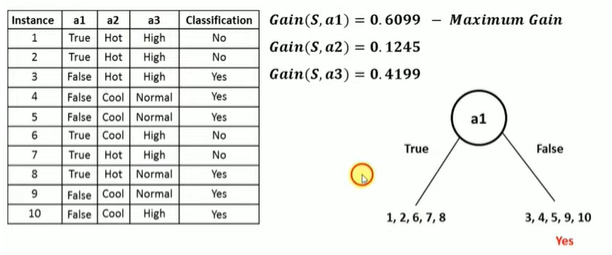 Instance a1 a2 a3 Classification
1 True Hot High No
2 True Hot High No
3 False Hot High Yes
4 False Cool Normal Yes
5 False Cool Normal Yes
6 True Cool High No
7 True Hot High No
8 True Hot Normal Yes
9 False Cool Normal Yes
10 False Cool High Yes
Gain(S, a1) = 0.6099 − Maximum Gain
Gain(S, a2) = 0.1245
Gain(S, a3) = 0.4199
a1
True False
1, 2, 6, 7, 8 3, 4, 5, 9, 10
Yes